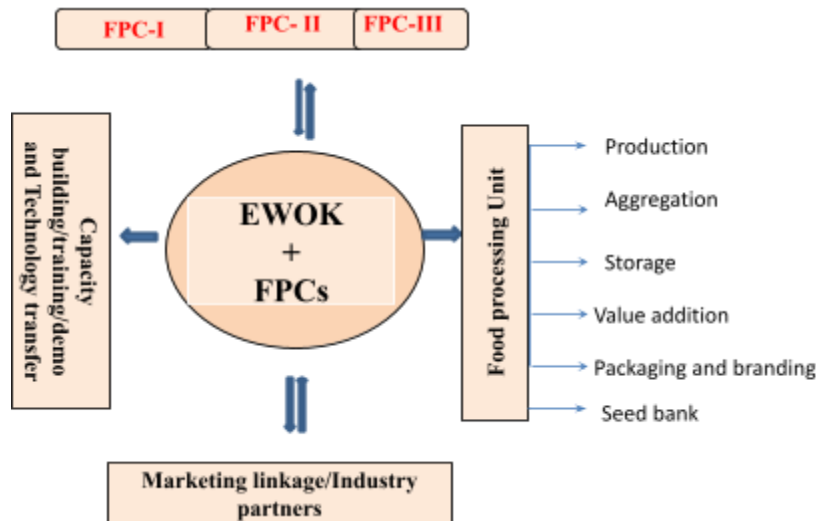 FPC-I
FPC- II
FPC-III
Capacity
building/training/demo
and Technology transfer
EWOK
+
FPCs
Food processing Unit
Production
Aggregation
Storage
Value addition
Packaging and branding
Seed bank
Marketing linkage/Industry
partners